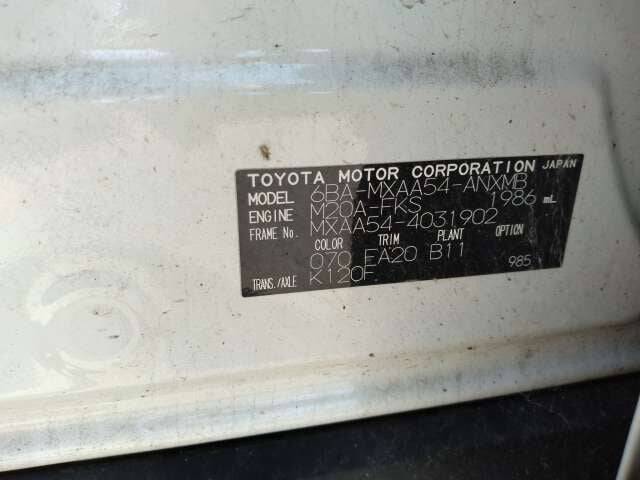 TOYOTA MOTOR CORPORATION JAPAN
MODEL 6BA-MXAA54-ANXMB
ENGINE M20A-FKS 1986 mL
FRAME No. MXAA54-4031902
COLOR TRIM PLANT OPTION
070 EA20 B11
TRANS./AXLE K120F 985